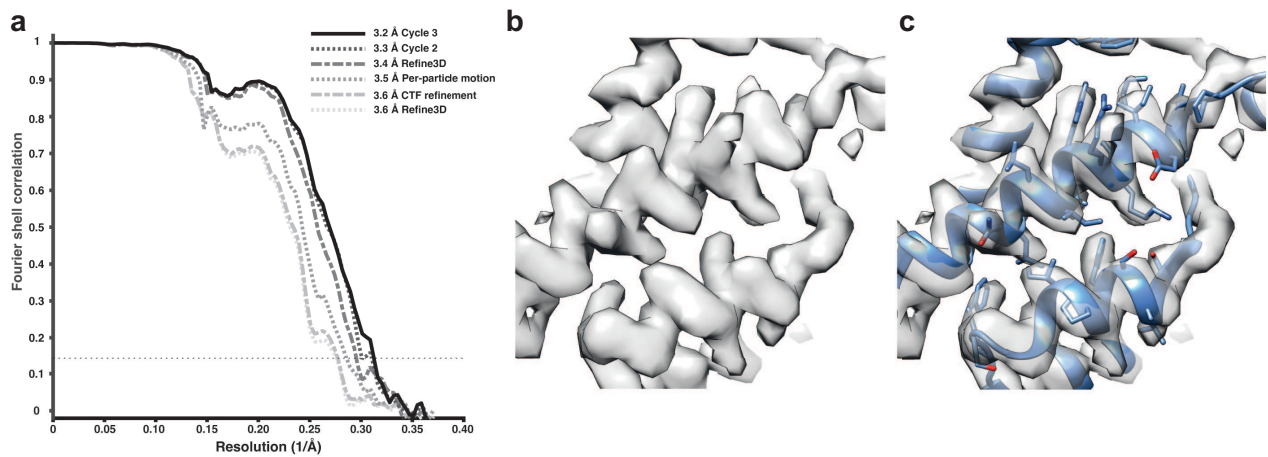 a
b
c
3.2 Å Cycle 3
3.3 Å Cycle 2
3.4 Å Refine3D
3.5 Å Per-particle motion
3.6 Å CTF refinement
3.6 Å Refine3D
Fourier shell correlation
1
0.9
0.8
0.7
0.6
0.5
0.4
0.3
0.2
0.1
0
0
0.05
0.10
0.15
0.20
0.25
0.30
0.35
0.40
Resolution (1/Å)